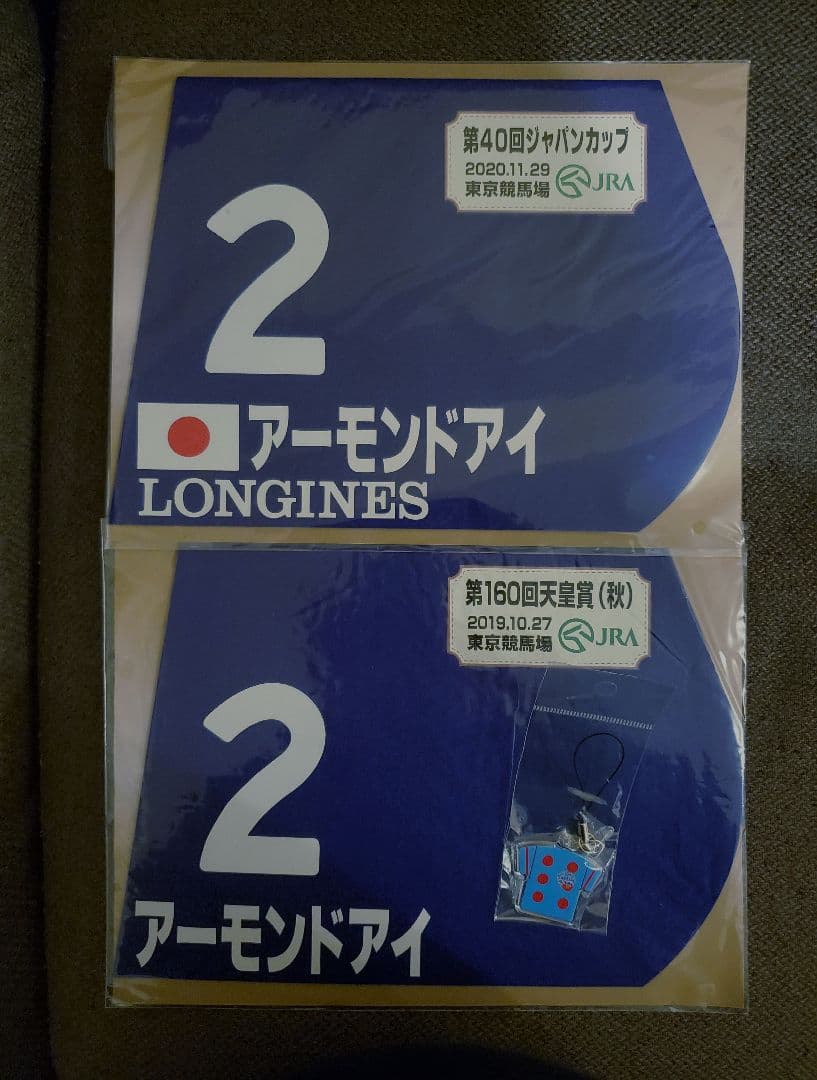 第40回ジャパンカップ
2020.11.29
東京競馬場 JRA
2
アーモンドアイ
LONGINES
第160回天皇賞(秋)
2019.10.27
東京競馬場 JRA
2
アーモンドアイ